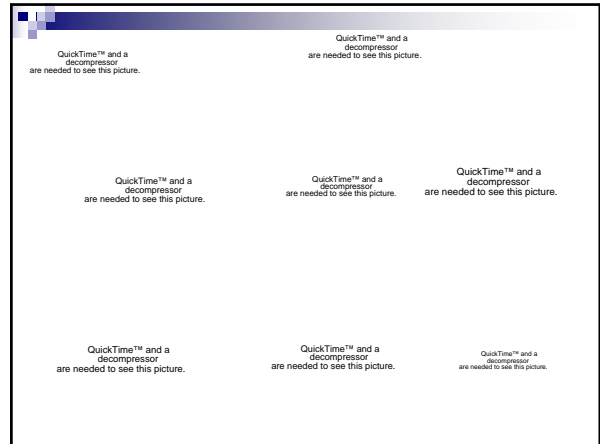 QuickTime™ and a
decompressor
are needed to see this picture.
QuickTime™ and a
decompressor
are needed to see this picture.
QuickTime™ and a
decompressor
are needed to see this picture.
QuickTime™ and a
decompressor
are needed to see this picture.
QuickTime™ and a
decompressor
are needed to see this picture.
QuickTime™ and a
decompressor
are needed to see this picture.
QuickTime™ and a
decompressor
are needed to see this picture.
QuickTime™ and a
decompressor
are needed to see this picture.